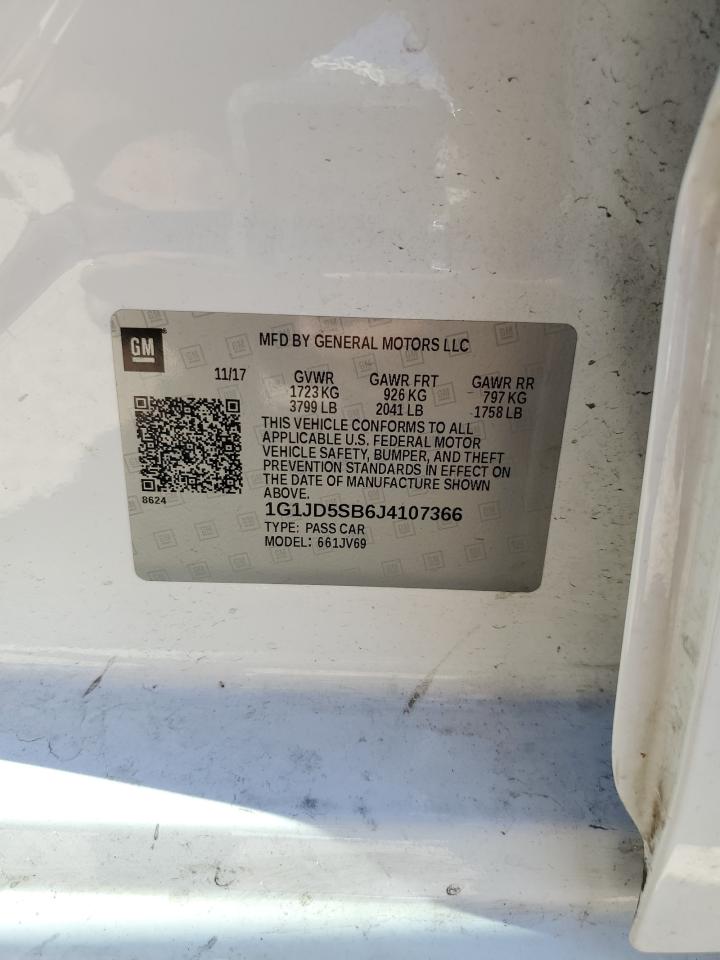 GM
MFD BY GENERAL MOTORS LLC
11/17
GVWR
1723 KG
3799 LB
GAWR FRT
926 KG
2041 LB
GAWR RR
797 KG
1758 LB
THIS VEHICLE CONFORMS TO ALL
APPLICABLE U.S. FEDERAL MOTOR
VEHICLE SAFETY, BUMPER, AND THEFT
PREVENTION STANDARDS IN EFFECT ON
THE DATE OF MANUFACTURE SHOWN
ABOVE.
8624
1G1JD5SB6J4107366
TYPE: PASS CAR
MODEL: 661JV69